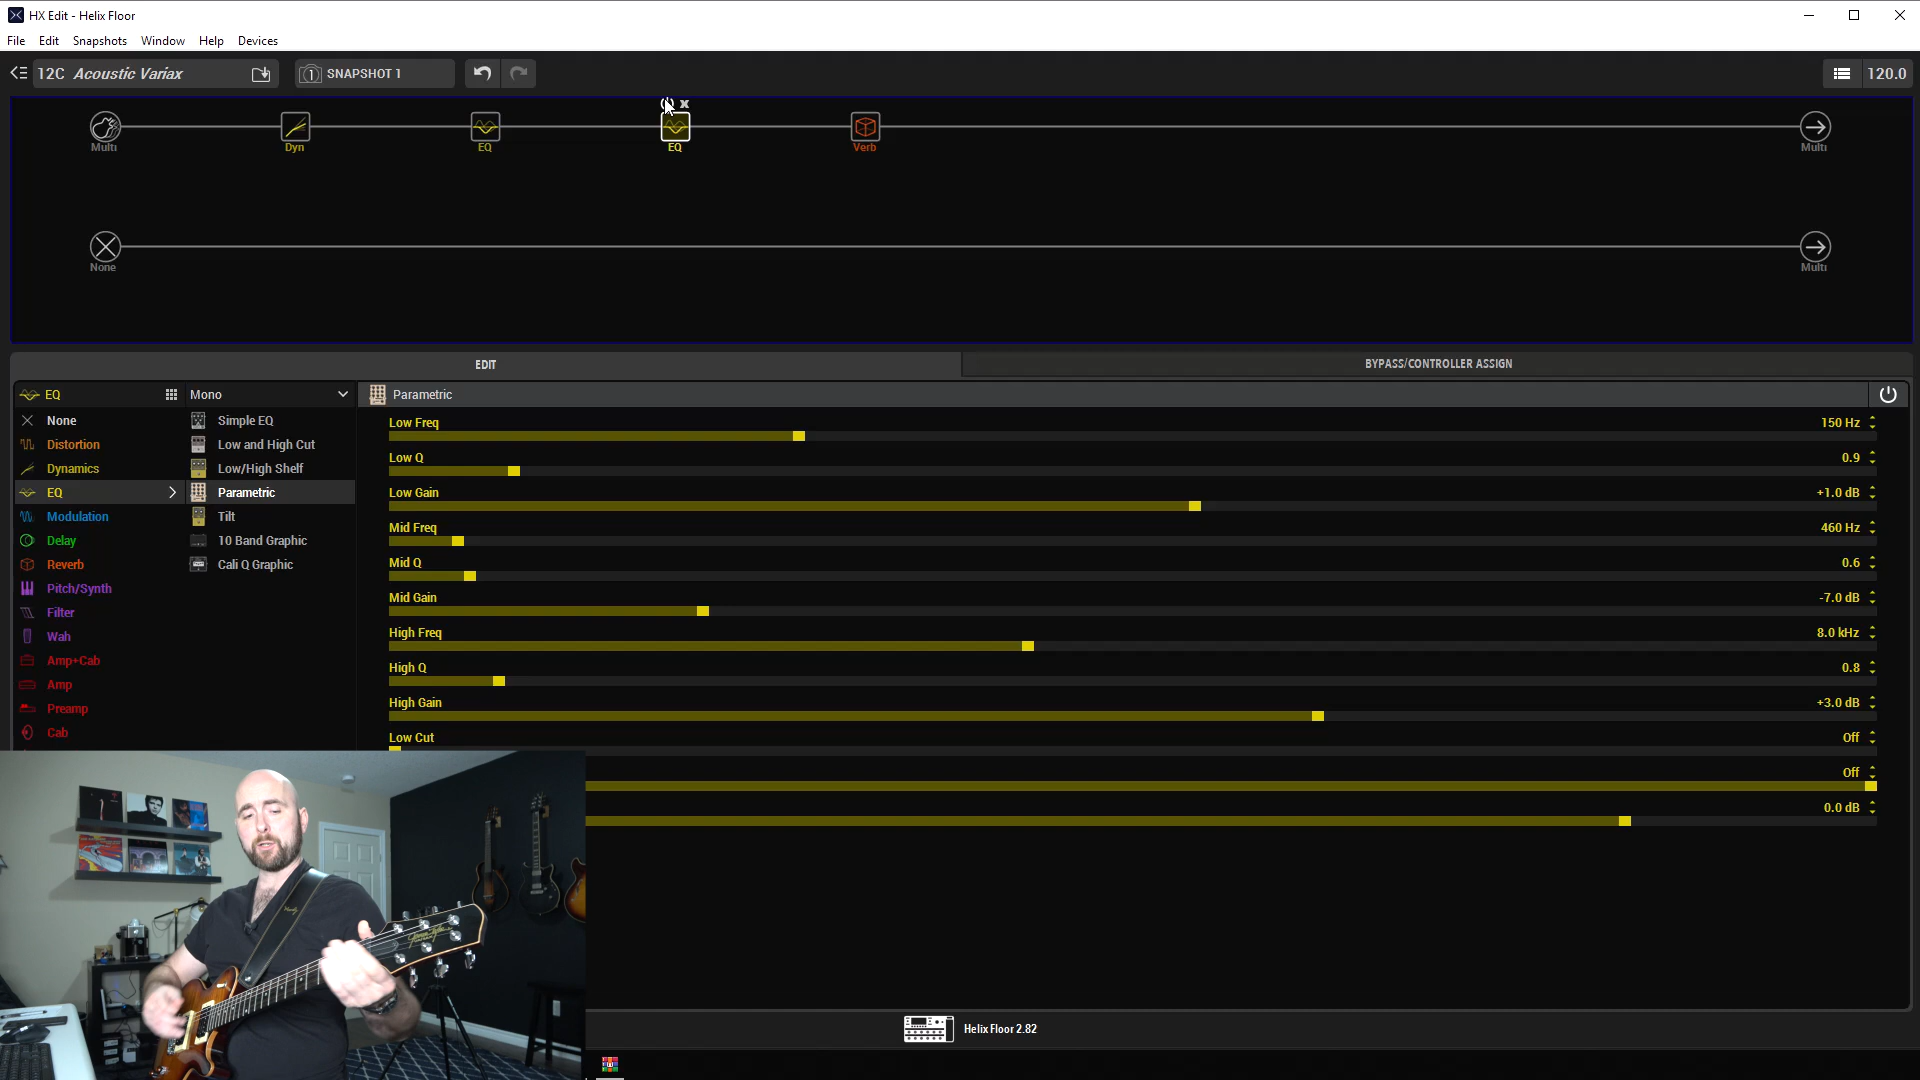 HX Edit - Helix Floor
File Edit Snapshots Window Help Devices
12C Acoustic Variax
1 SNAPSHOT 1
120.0
Multi
Dyn
EQ
EQ
Verb
Multi
None
Multi
EDIT
BYPASS/CONTROLLER ASSIGN
EQ
Mono
Parametric
None
Distortion
Dynamics
EQ
Modulation
Delay
Reverb
Pitch/Synth
Filter
Wah
Amp+Cab
Amp
Preamp
Cab
Simple EQ
Low and High Cut
Low/High Shelf
Parametric
Tilt
10 Band Graphic
Cali Q Graphic
Low Freq 150 Hz
Low Q 0.9
Low Gain +1.0 dB
Mid Freq 460 Hz
Mid Q 0.6
Mid Gain -7.0 dB
High Freq 8.0 kHz
High Q 0.8
High Gain +3.0 dB
Low Cut Off
Off
0.0 dB
Helix Floor 2.82